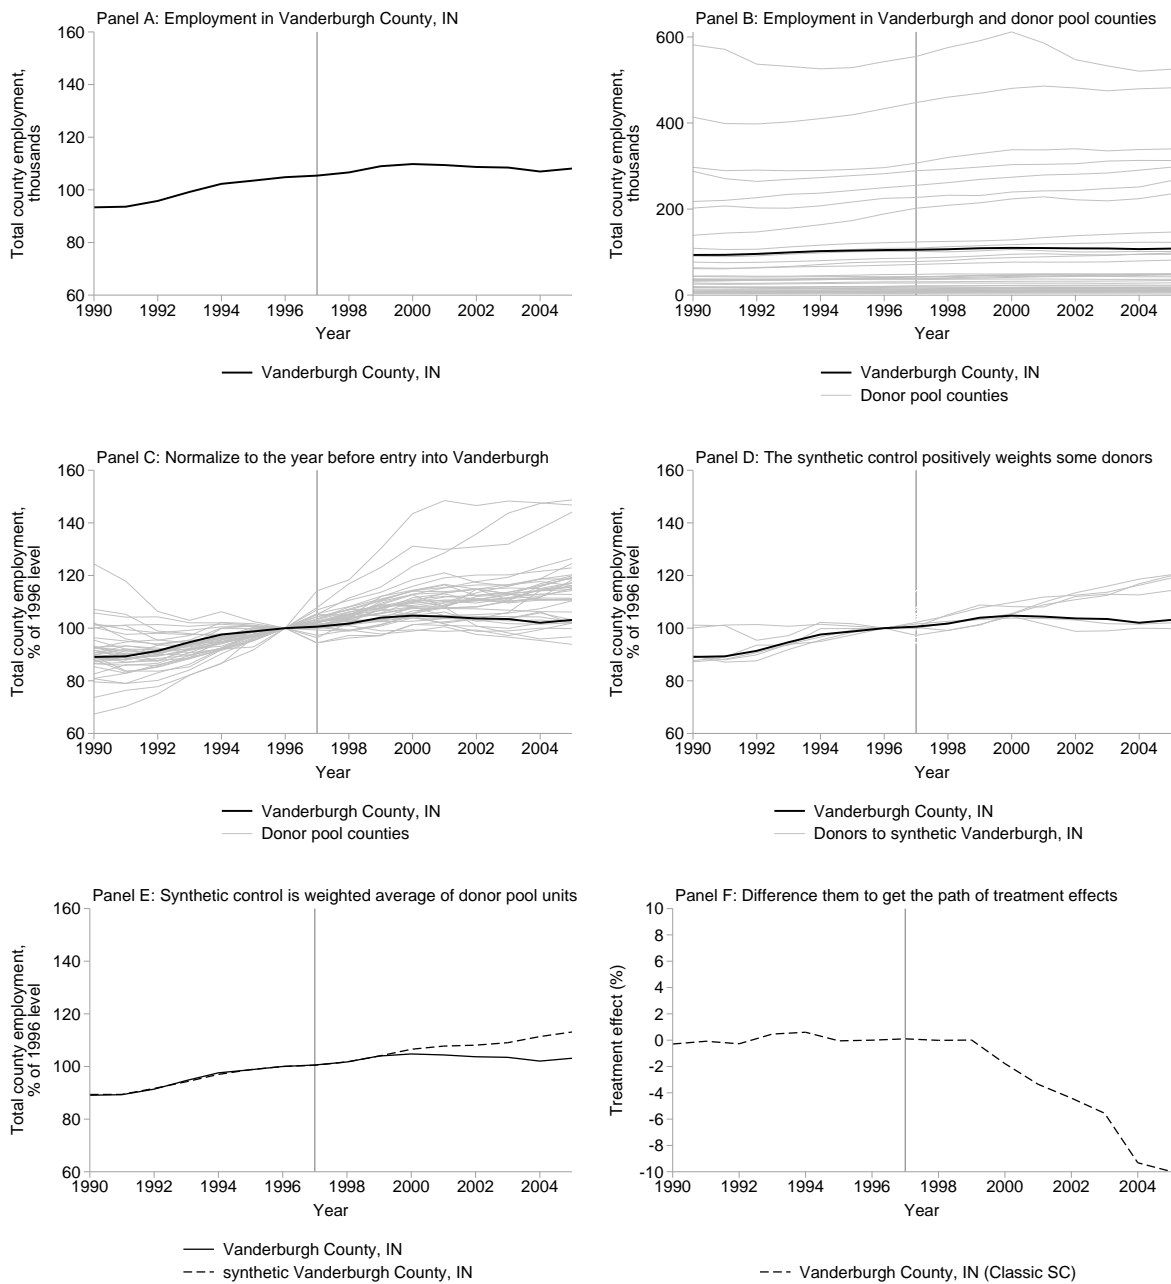 Panel A: Employment in Vanderburgh County, IN
160
140
120
100
80
60
Total county employment,
thousands
1990 1992 1994 1996 1998 2000 2002 2004
Year
Vanderburgh County, IN
Panel B: Employment in Vanderburgh and donor pool counties
600
400
200
0
Total county employment,
thousands
1990 1992 1994 1996 1998 2000 2002 2004
Year
Vanderburgh County, IN
Donor pool counties
Panel C: Normalize to the year before entry into Vanderburgh
160
140
120
100
80
60
Total county employment,
% of 1996 level
1990 1992 1994 1996 1998 2000 2002 2004
Year
Vanderburgh County, IN
Donor pool counties
Panel D: The synthetic control positively weights some donors
160
140
120
100
80
60
Total county employment,
% of 1996 level
1990 1992 1994 1996 1998 2000 2002 2004
Year
Vanderburgh County, IN
Donors to synthetic Vanderburgh, IN
Panel E: Synthetic control is weighted average of donor pool units
160
140
120
100
80
60
Total county employment,
% of 1996 level
1990 1992 1994 1996 1998 2000 2002 2004
Year
Vanderburgh County, IN
synthetic Vanderburgh County, IN
Panel F: Difference them to get the path of treatment effects
10
8
6
4
2
0
-2
-4
-6
-8
-10
Treatment effect (%)
1990 1992 1994 1996 1998 2000 2002 2004
Year
Vanderburgh County, IN (Classic SC)